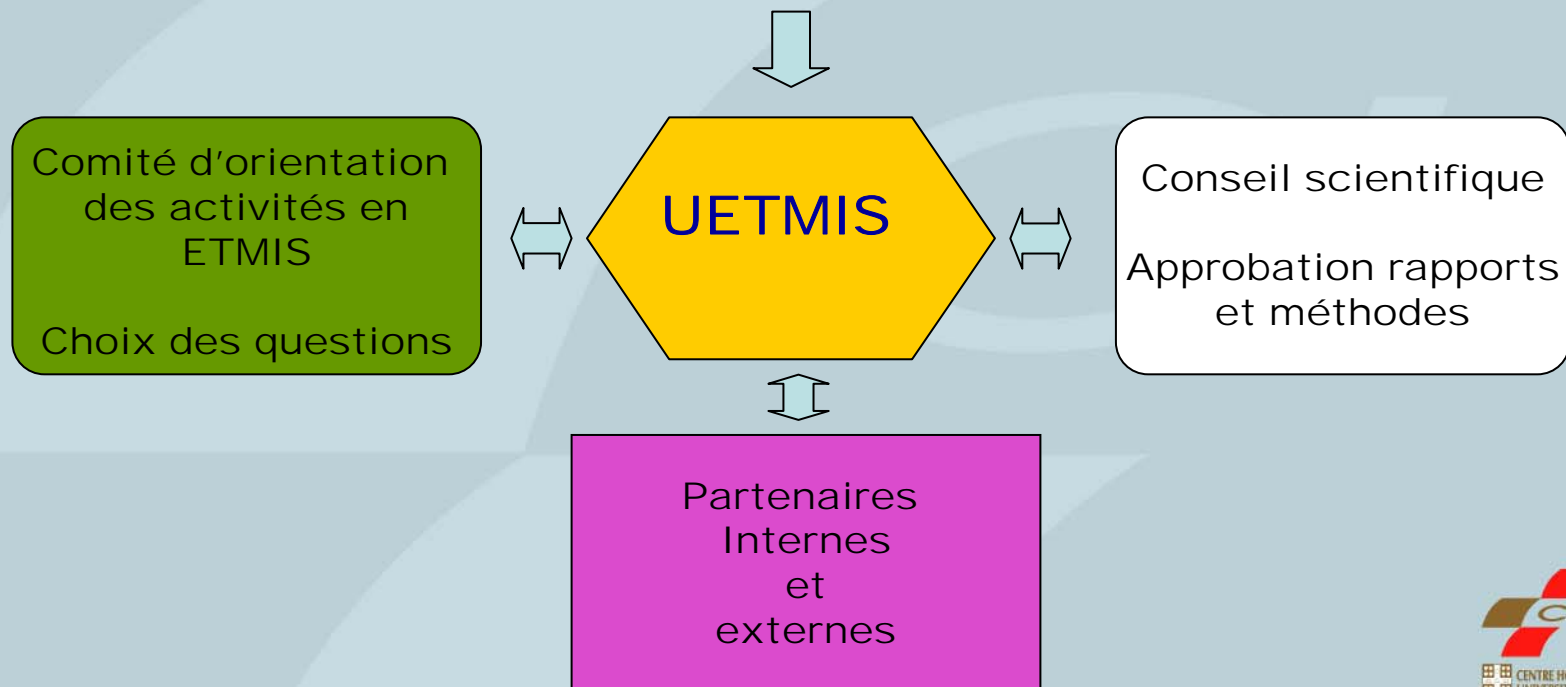 Comité d'orientation
des activités en
ETMIS
Choix des questions
UETMIS
Conseil scientifique
Approbation rapports
et méthodes
Partenaires
Internes
et
externes
CENTRE